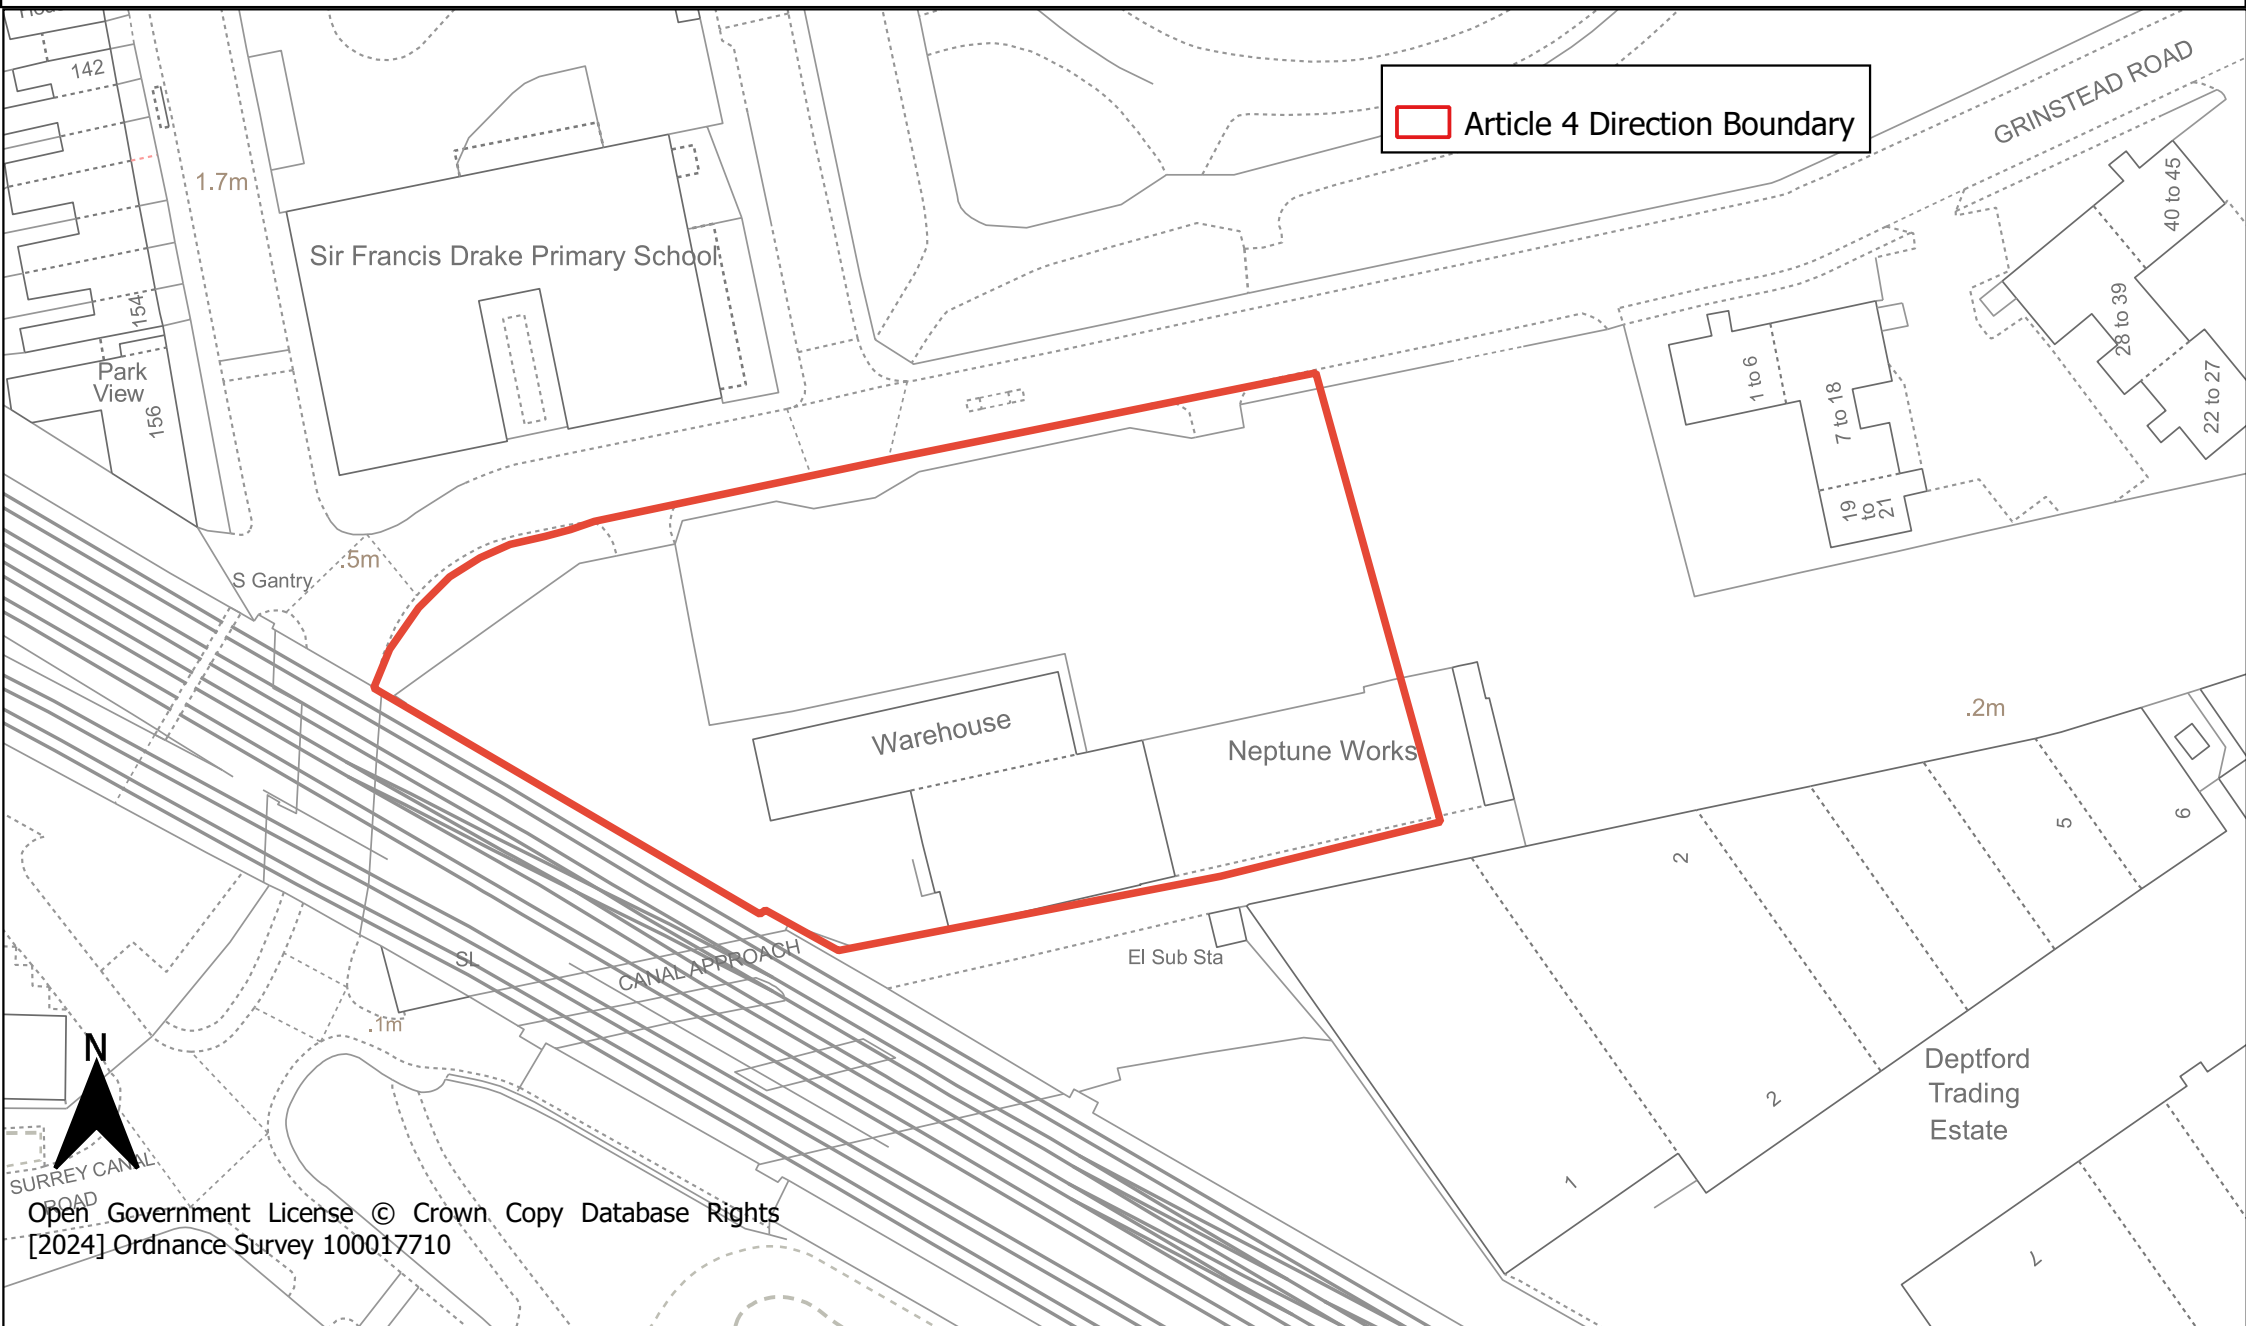 142
1.7m
Article 4 Direction Boundary
GRINSTEAD ROAD
40 to 45
Sir Francis Drake Primary School
154
28 to 39
Park
View
156
1 to 6
7 to 18
22 to 27
19
to
21
S Gantry
.5m
Warehouse
Neptune Works
.2m
2
5
6
SL
CANAL APPROACH
El Sub Sta
.1m
N
Deptford
Trading
Estate
2
1
SURREY CANAL
ROAD
Open Government License © Crown Copy Database Rights
[2024] Ordnance Survey 100017710
7